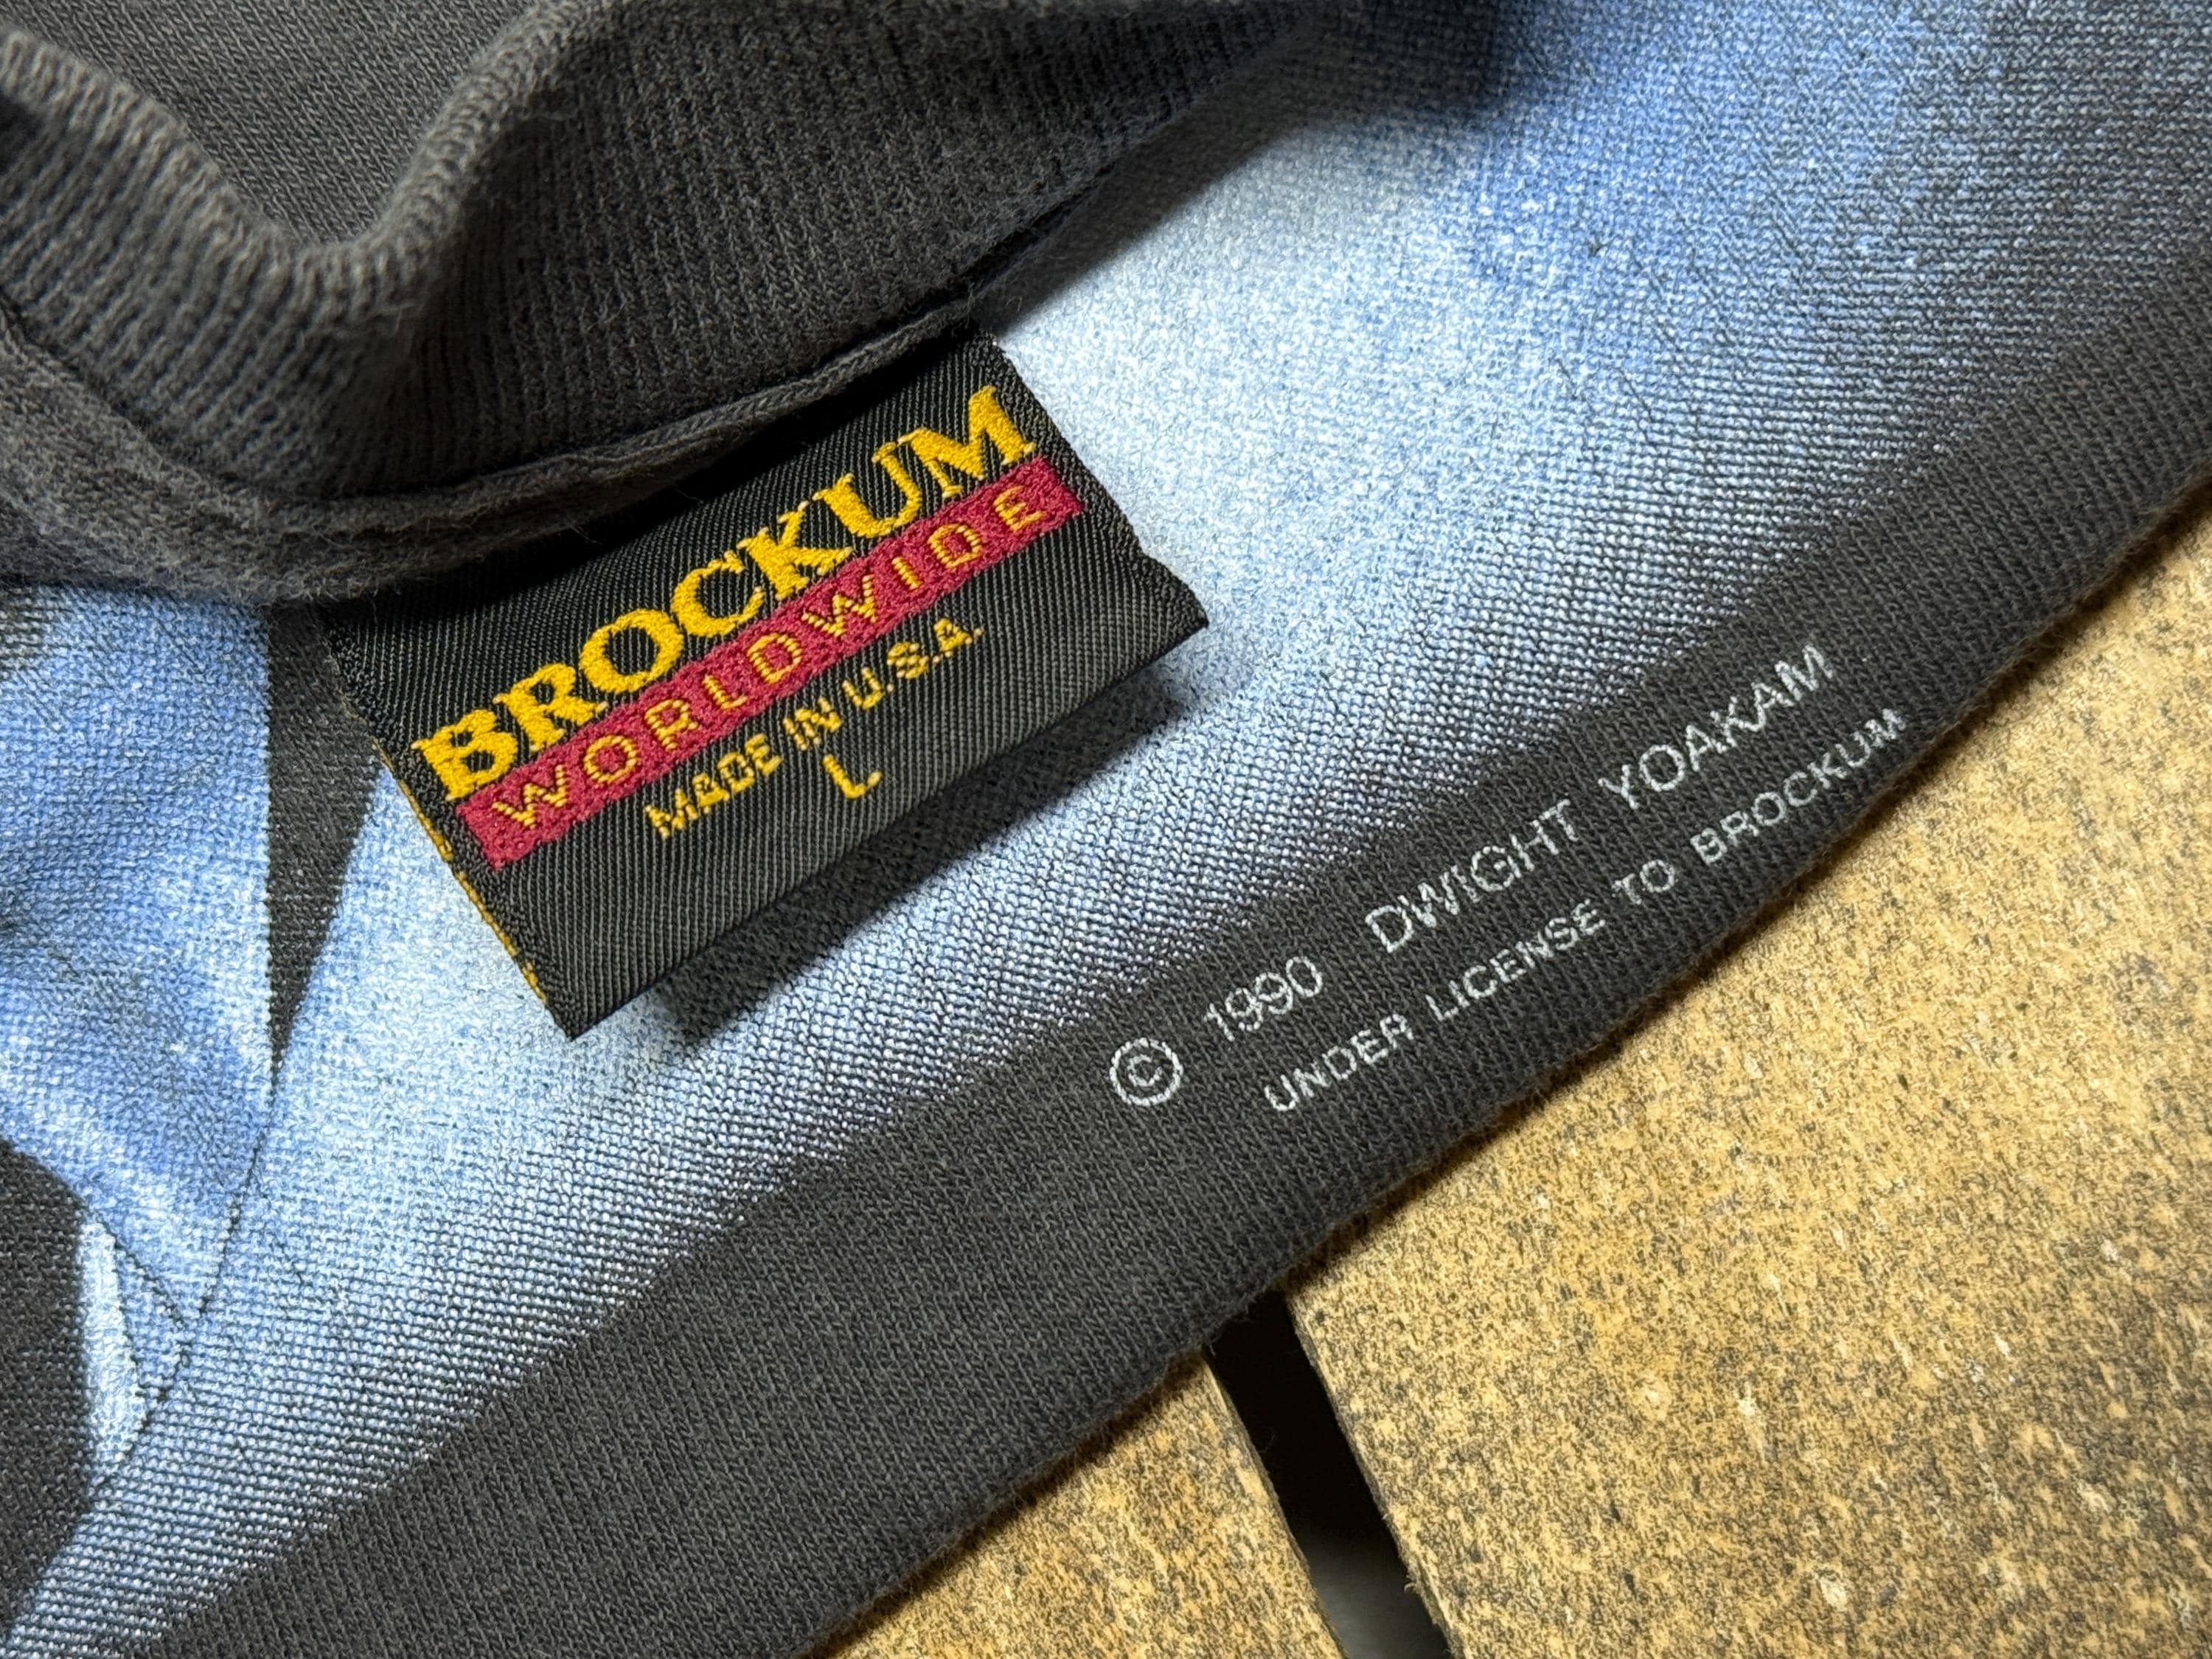 BROCKUM
WORLDWIDE
MADE IN U.S.A.
L
© 1990 DWIGHT YOAKAM
UNDER LICENSE TO BROCKUM